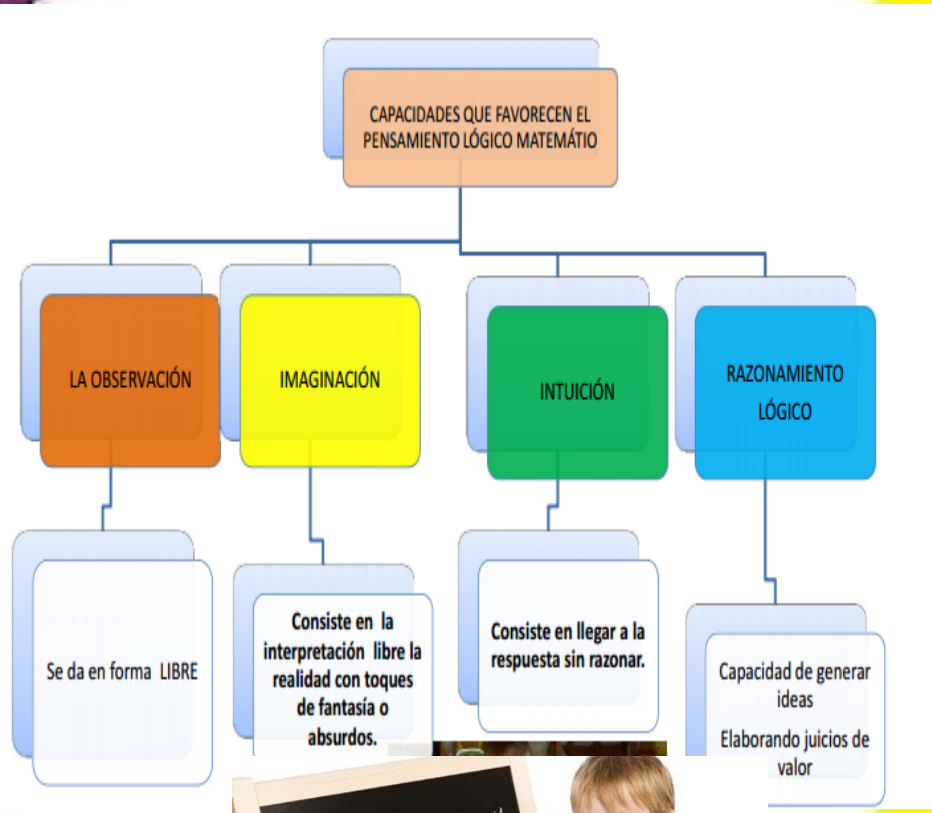 CAPACIDADES QUE FAVORECEN EL
PENSAMIENTO LÓGICO MATEMÁTIO
LA OBSERVACIÓN
IMAGINACIÓN
INTUICIÓN
RAZONAMIENTO
LÓGICO
Se da en forma LIBRE
Consiste en la
interpretación libre la
realidad con toques
de fantasía o
absurdos.
Consiste en llegar a la
respuesta sin razonar.
Capacidad de generar
ideas
Elaborando juicios de
valor